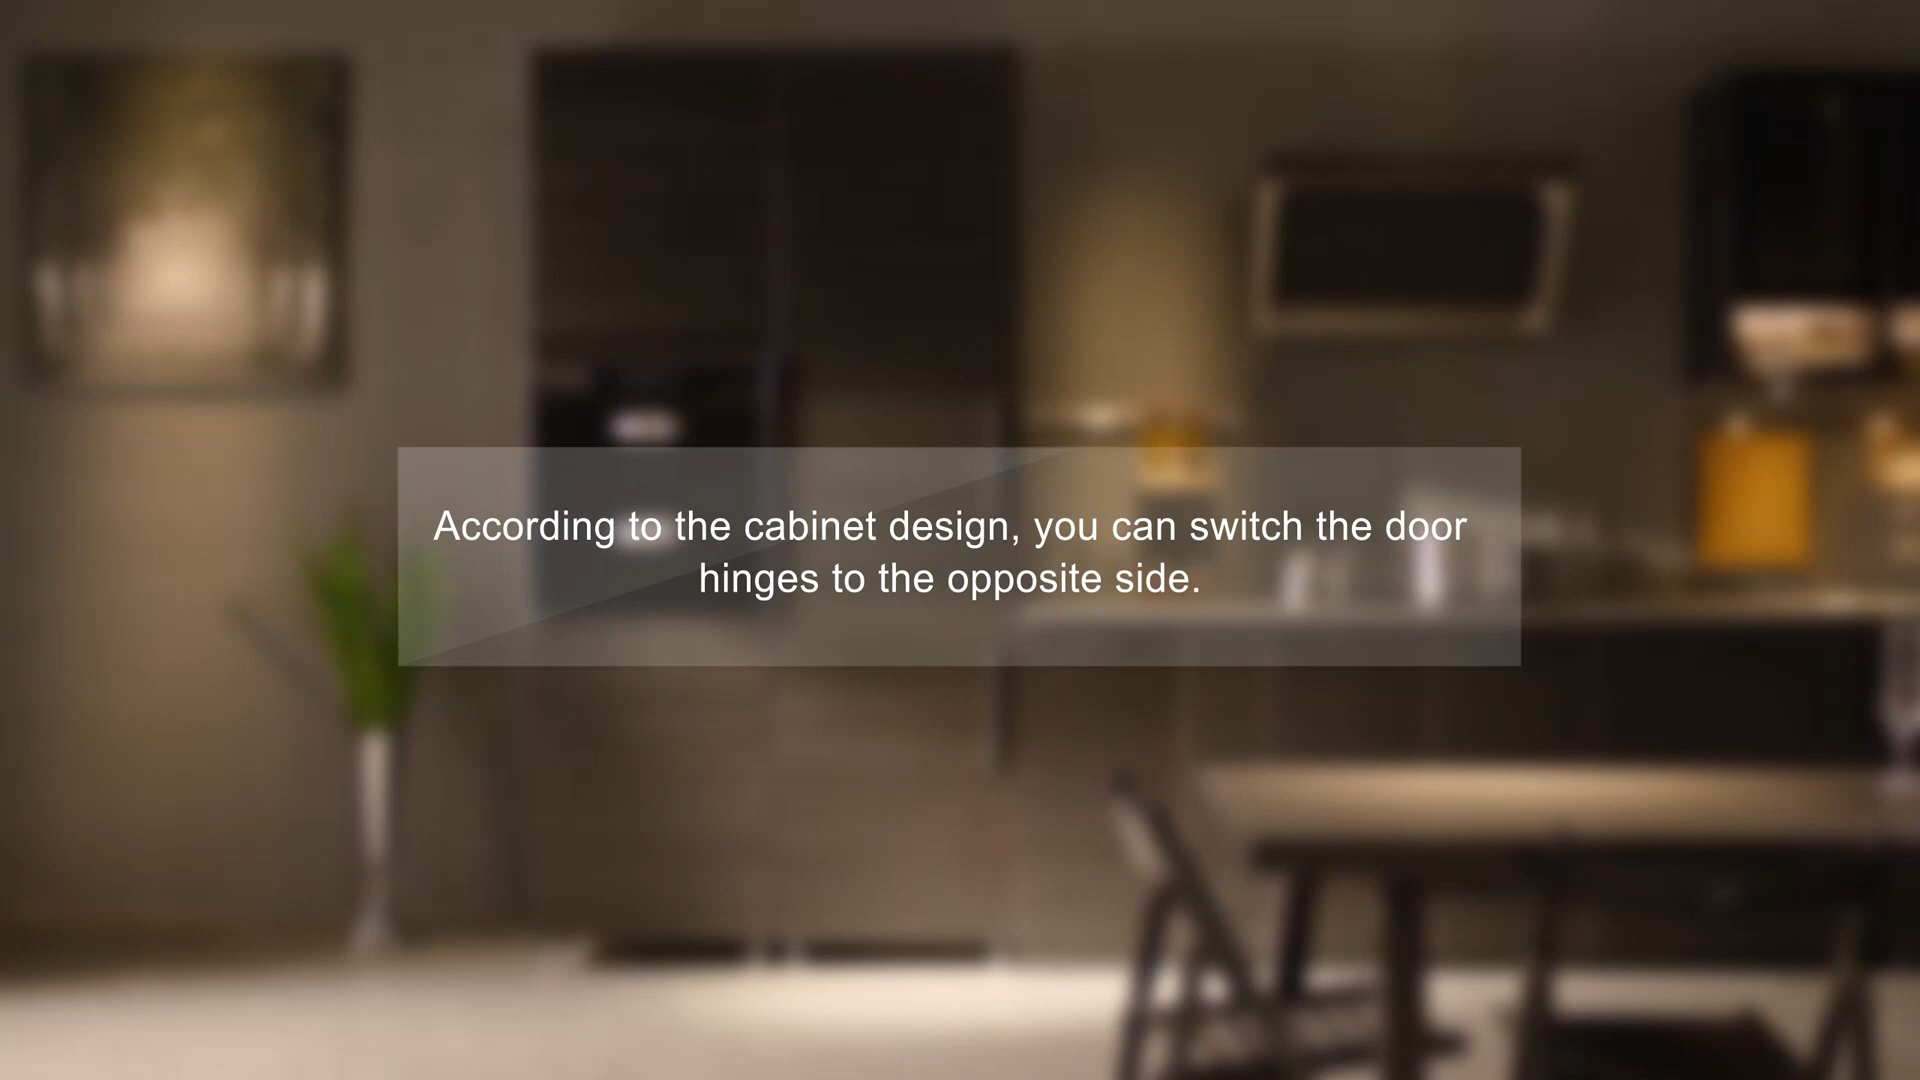 According to the cabinet design, you can switch the door
hinges to the opposite side.